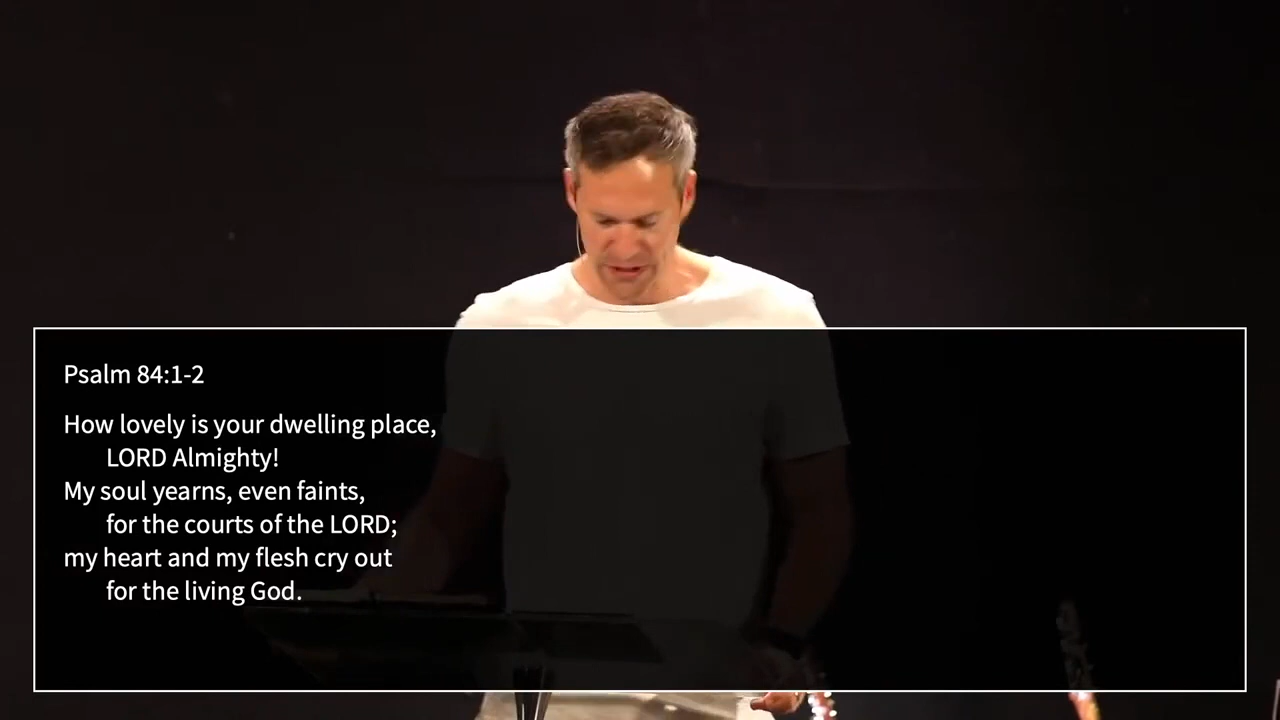 Psalm 84:1-2
How lovely is your dwelling place,
LORD Almighty!
My soul yearns, even faints,
for the courts of the LORD;
my heart and my flesh cry out
for the living God.